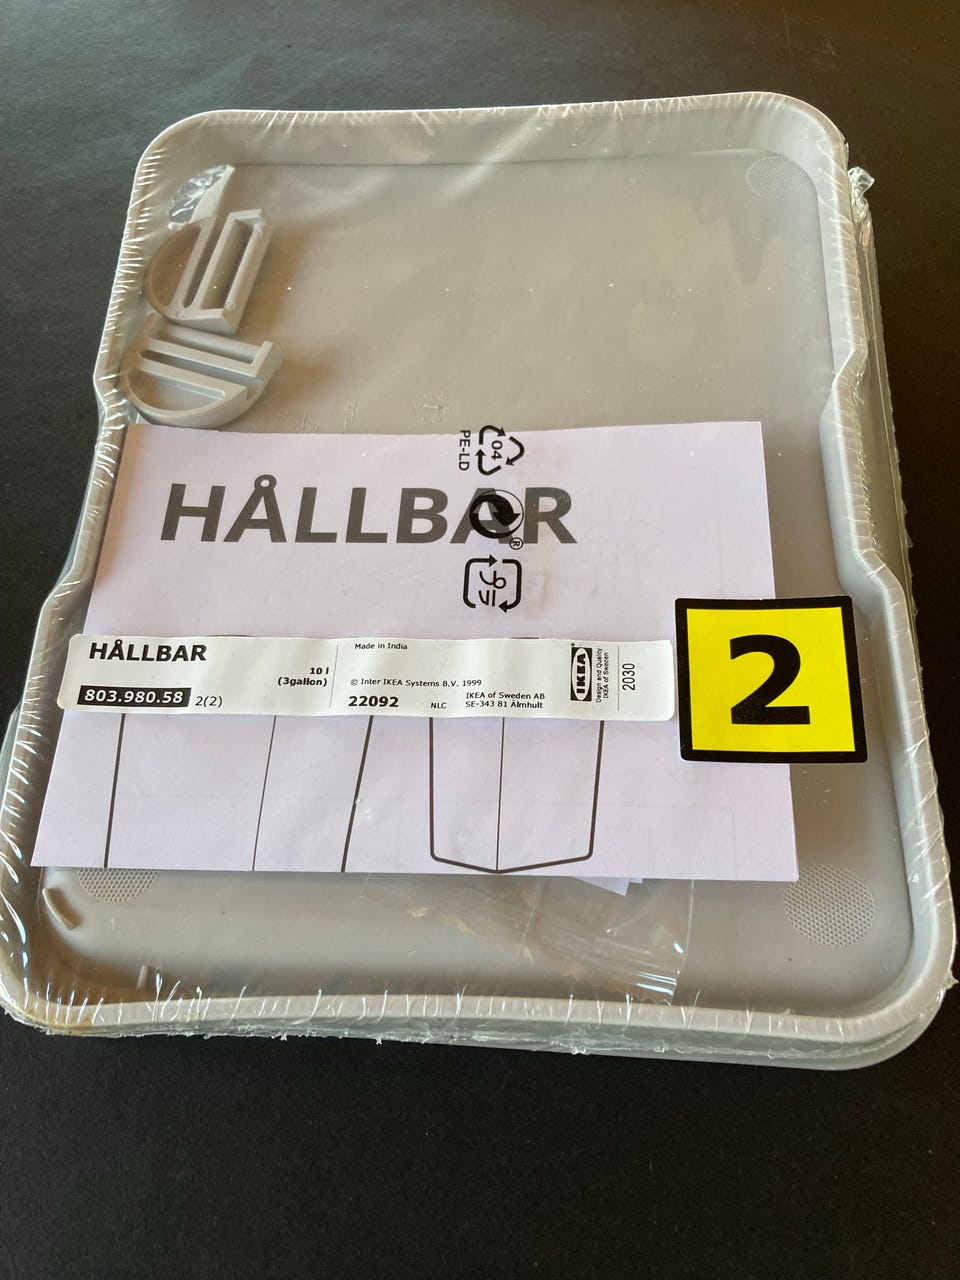 04
PE-LD
HÅLLBAR
®
プラ
HÅLLBAR
10 l
(3gallon)
803.980.58 2(2)
Made in India
© Inter IKEA Systems B.V. 1999
22092 NLC
IKEA of Sweden AB
SE-343 81 Älmhult
IKEA
Design and Quality
IKEA of Sweden
2030
2